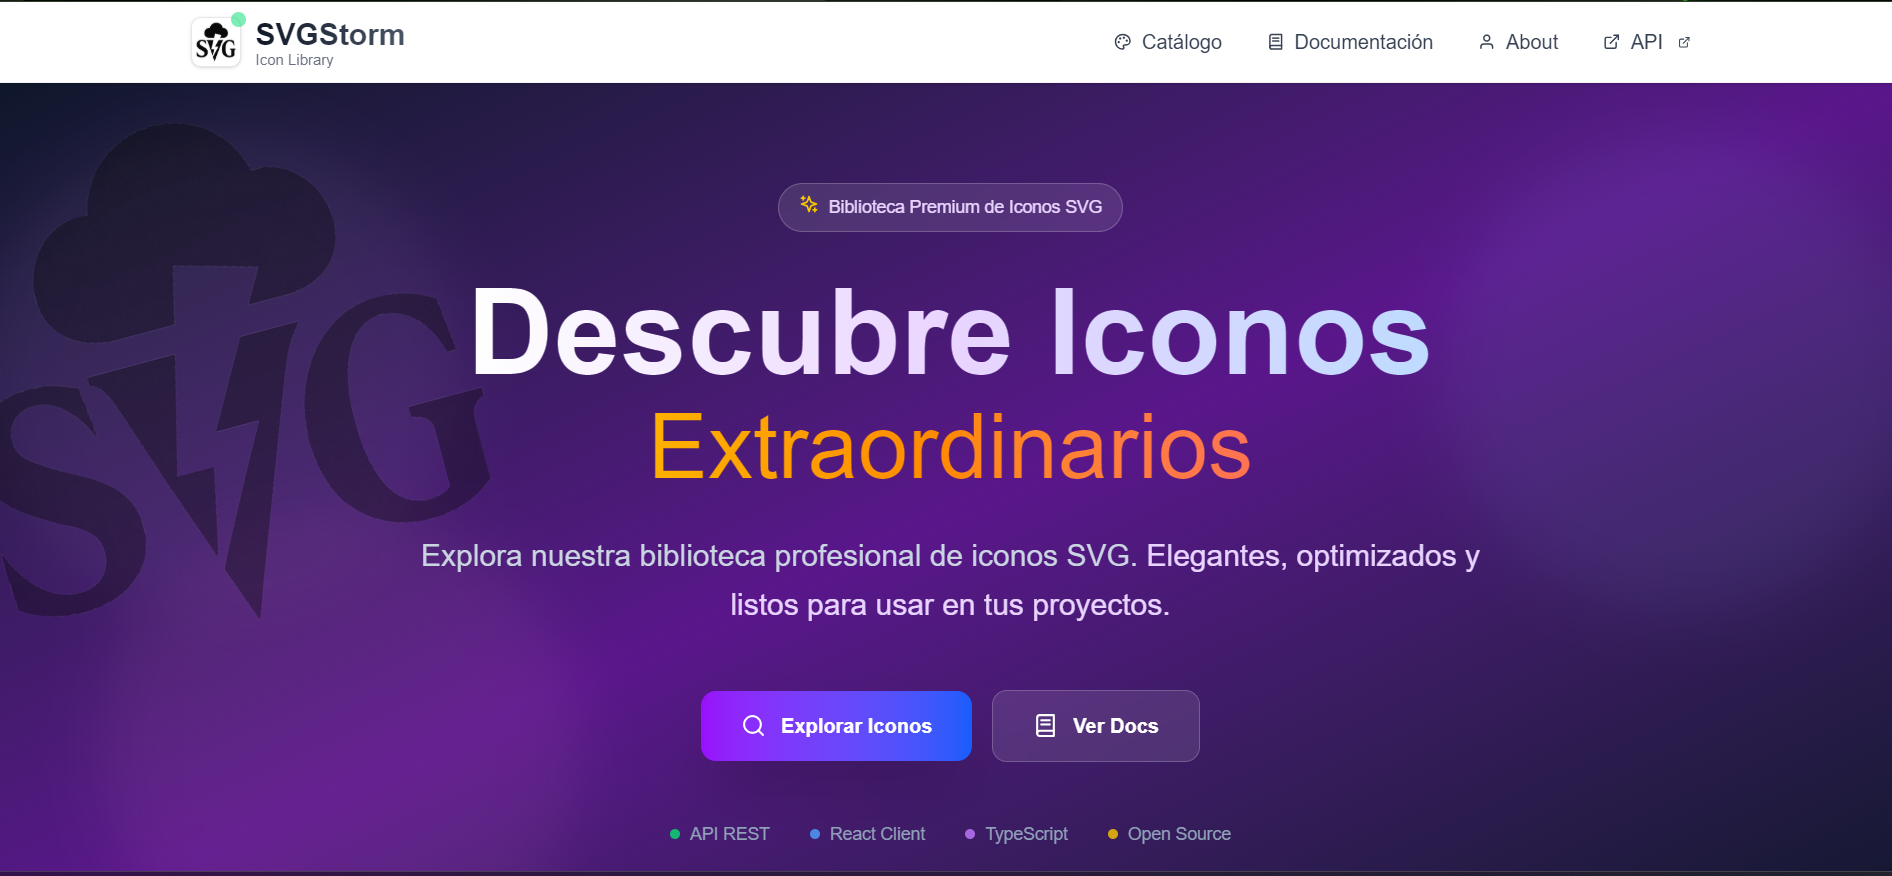 SVG
SVGStorm
Icon Library
Catálogo
Documentación
About
API
SVG
Biblioteca Premium de Iconos SVG
Descubre Iconos
Extraordinarios
Explora nuestra biblioteca profesional de iconos SVG. Elegantes, optimizados y
listos para usar en tus proyectos.
Explorar Iconos
Ver Docs
API REST
React Client
TypeScript
Open Source